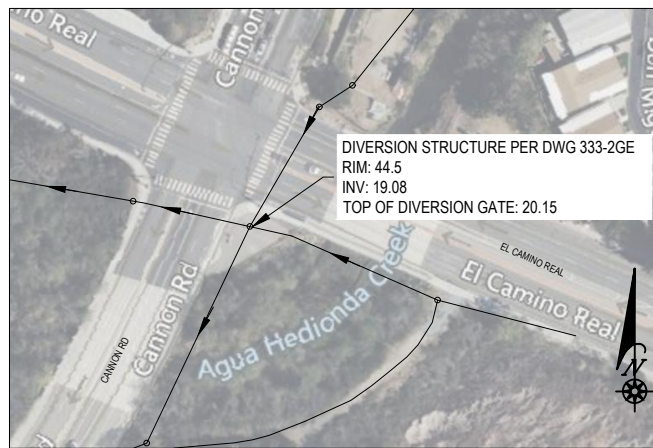 no Real
Cannon
DIVERSION STRUCTURE PER DWG 333-2GE
RIM: 44.5
INV: 19.08
TOP OF DIVERSION GATE: 20.15
EL CAMINO REAL
El Camino Real
Agua Hedionda Creek
Cannon Rd
CANNON RD
N